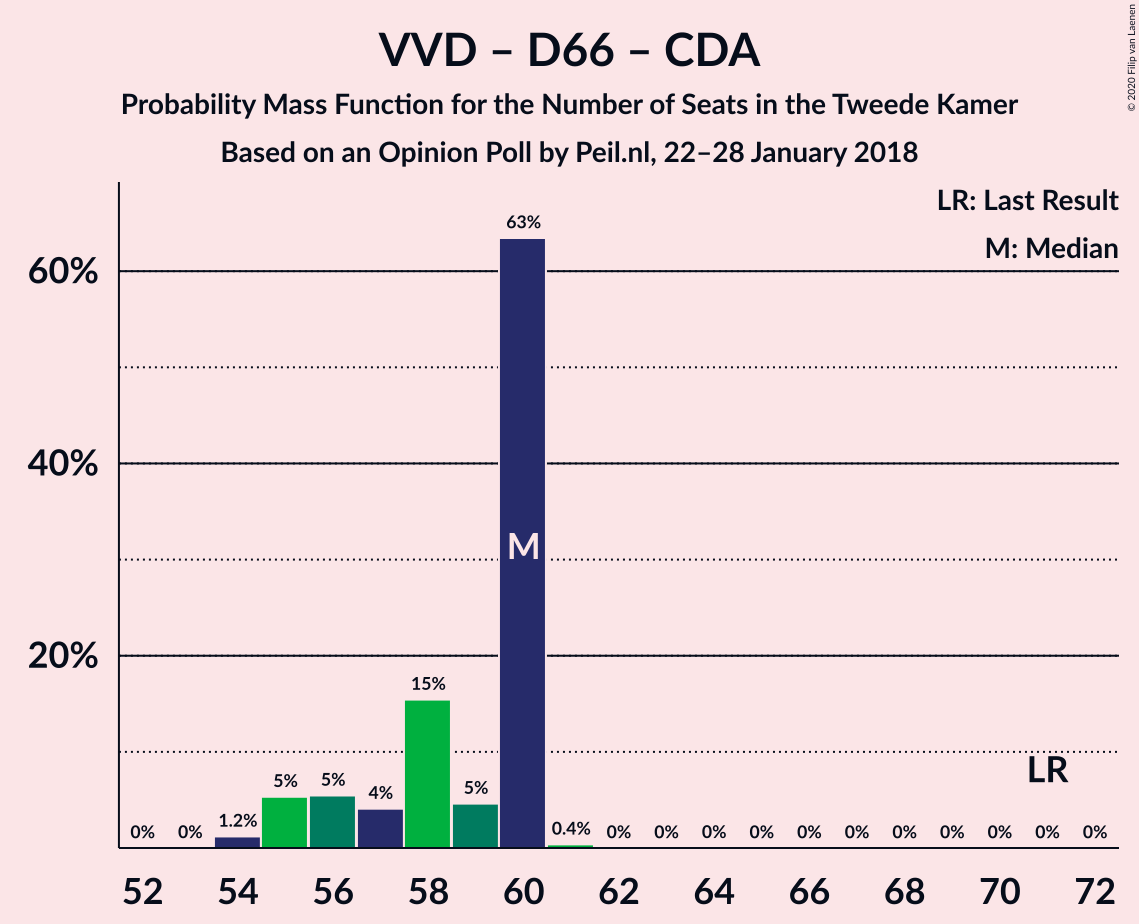 VVD – D66 – CDA
Probability Mass Function for the Number of Seats in the Tweede Kamer
Based on an Opinion Poll by Peil.nl, 22–28 January 2018
© 2020 Filip van Laenen
LR: Last Result
M: Median
60%
40%
20%
0% 0% 1.2% 5% 5% 4% 15% 5% 63% 0.4% 0% 0% 0% 0% 0% 0% 0% 0% 0% 0% 0%
M
LR
52 54 56 58 60 62 64 66 68 70 72